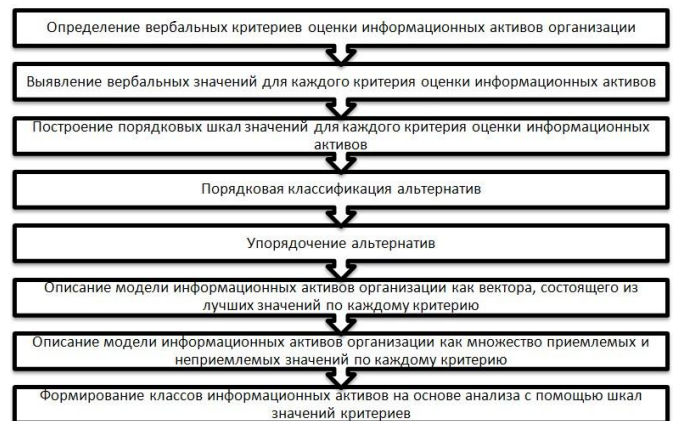 Определение вербальных критериев оценки информационных активов организации
Выявление вербальных значений для каждого критерия оценки информационных активов
Построение порядковых шкал значений для каждого критерия оценки информационных
активов
Порядковая классификация альтернатив
Упорядочение альтернатив
Описание модели информационных активов организации как вектора, состоящего из
лучших значений по каждому критерию
Описание модели информационных активов организации как множество приемлемых и
неприемлемых значений по каждому критерию
Формирование классов информационных активов на основе анализа с помощью шкал
значений критериев